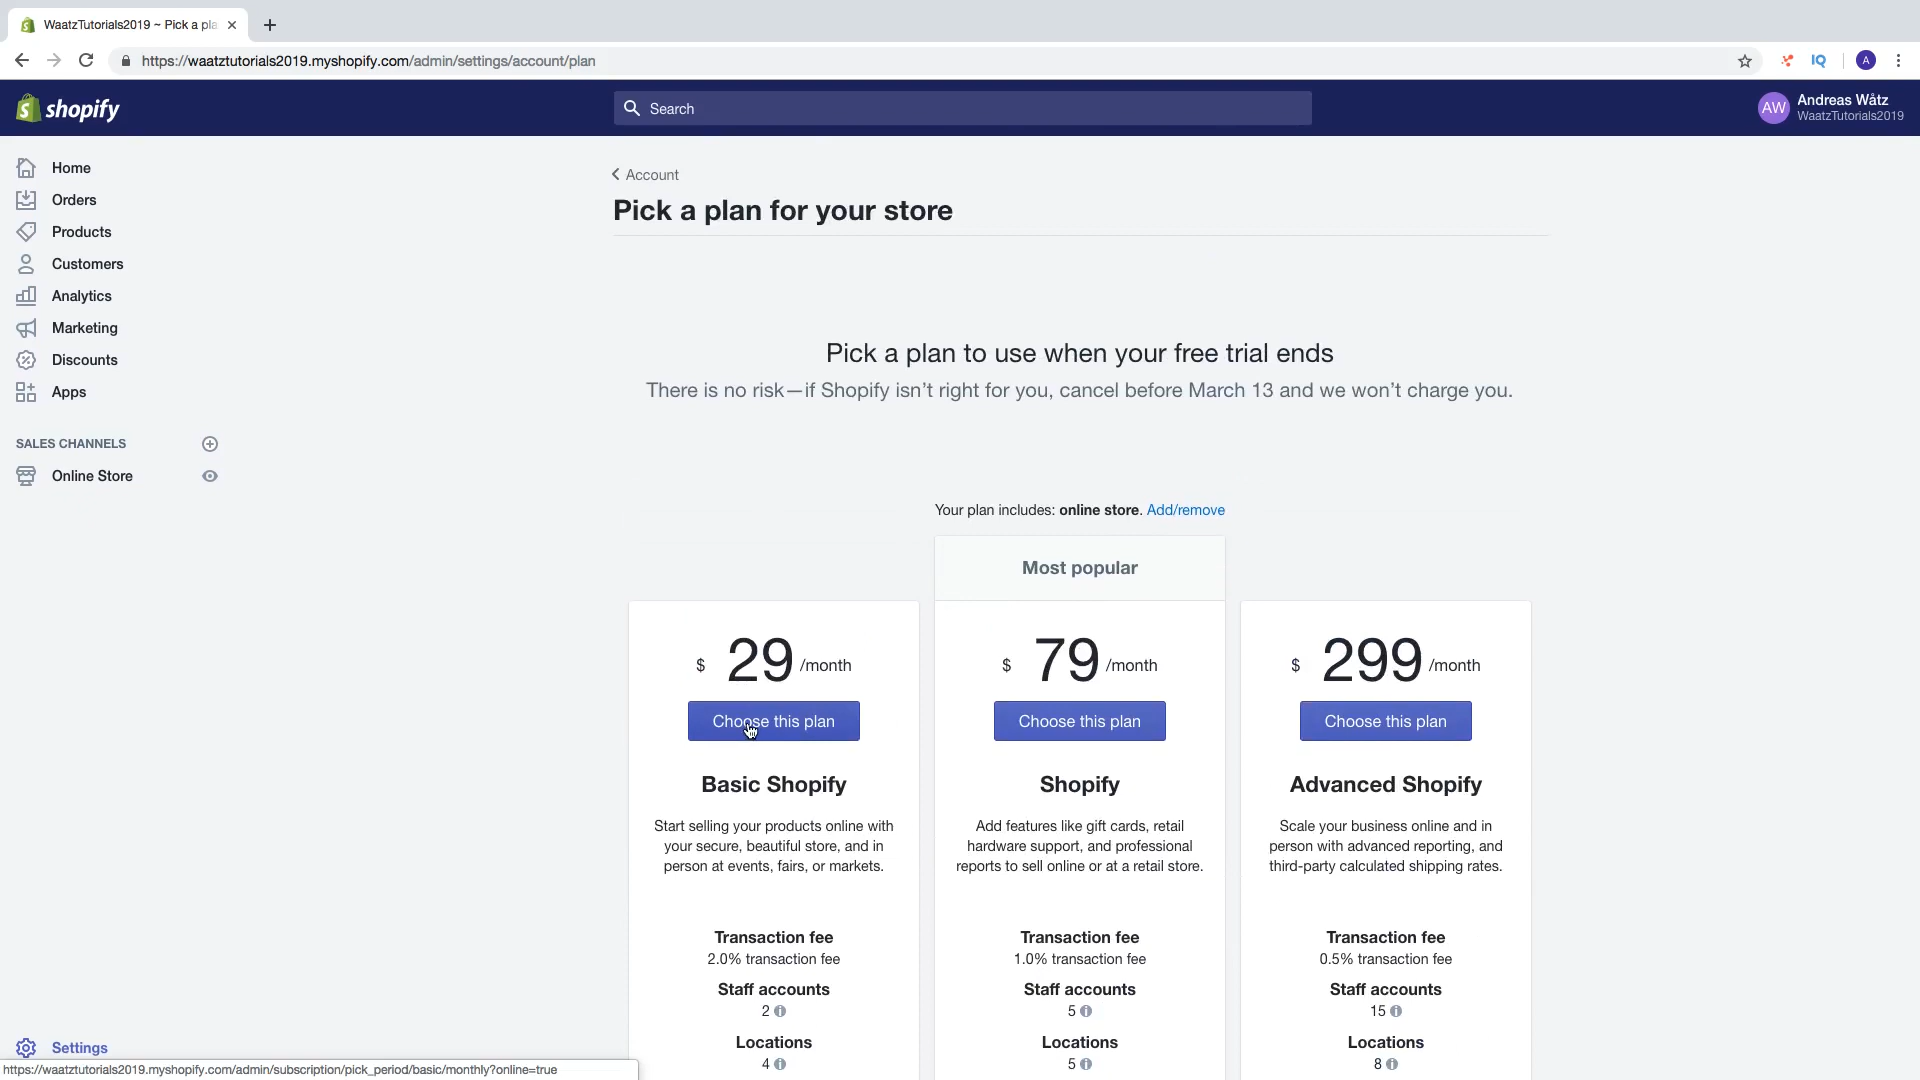 WaatzTutorials2019 ~ Pick a pla
https://waatztutorials2019.myshopify.com/admin/settings/account/plan
IQ
A
shopify
Search
AW
Andreas Wåtz
WaatzTutorials2019
Home
Orders
Products
Customers
Analytics
Marketing
Discounts
Apps
SALES CHANNELS
Online Store
Settings
Account
Pick a plan for your store
Pick a plan to use when your free trial ends
There is no risk—if Shopify isn’t right for you, cancel before March 13 and we won’t charge you.
Your plan includes: online store. Add/remove
Most popular
$ 29 /month
Choose this plan
Basic Shopify
Start selling your products online with
your secure, beautiful store, and in
person at events, fairs, or markets.
Transaction fee
2.0% transaction fee
Staff accounts
2
Locations
4
$ 79 /month
Choose this plan
Shopify
Add features like gift cards, retail
hardware support, and professional
reports to sell online or at a retail store.
Transaction fee
1.0% transaction fee
Staff accounts
5
Locations
5
$ 299 /month
Choose this plan
Advanced Shopify
Scale your business online and in
person with advanced reporting, and
third-party calculated shipping rates.
Transaction fee
0.5% transaction fee
Staff accounts
15
Locations
8
https://waatztutorials2019.myshopify.com/admin/subscription/pick_period/basic/monthly?online=true